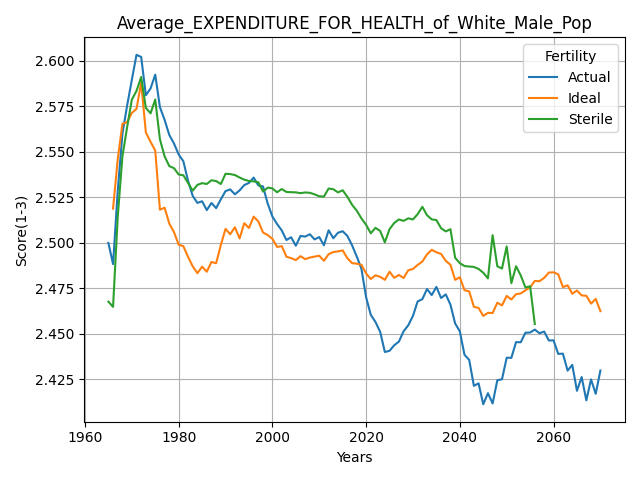 Average_EXPENDITURE_FOR_HEALTH_of_White_Male_Pop
Fertility
Actual
Ideal
Sterile
Score(1-3)
2.600
2.575
2.550
2.525
2.500
2.475
2.450
2.425
1960
1980
2000
2020
2040
2060
Years